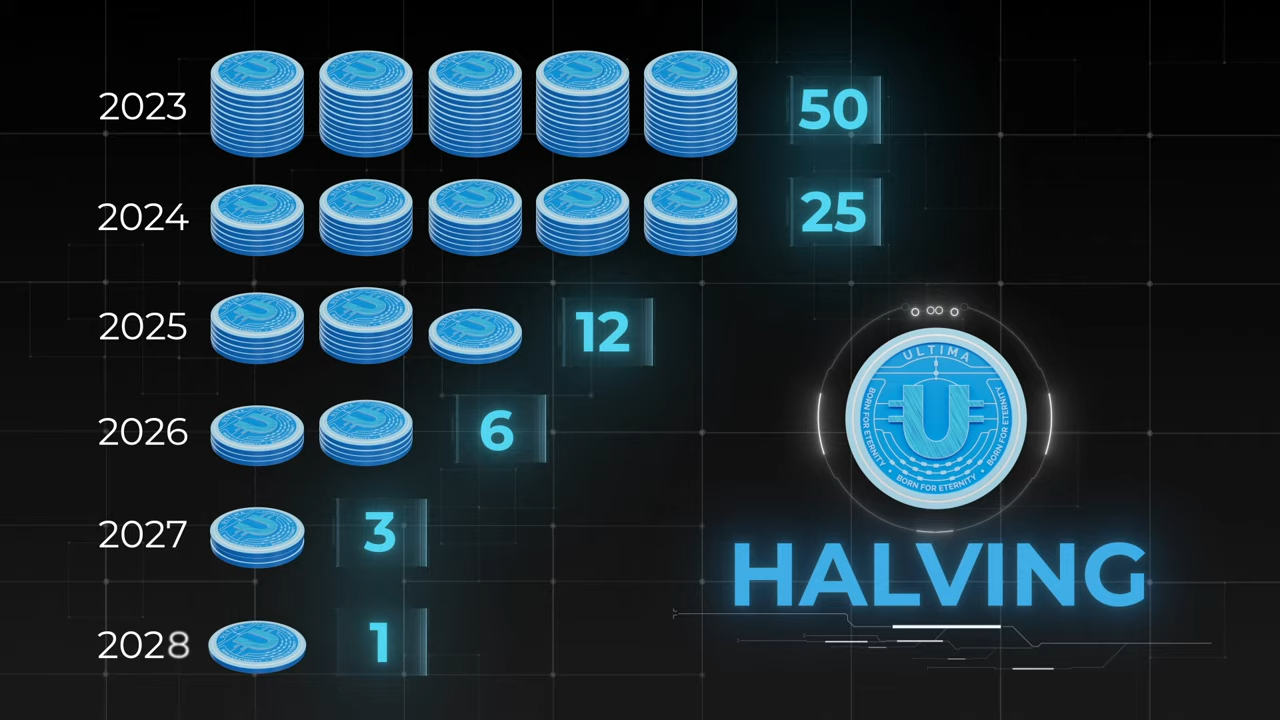 2023 50
2024 25
2025 12
2026 6
2027 3
2028 1
ULTIMA
U
BORN FOR ETERNITY
BORN FOR ETERNITY
BORN FOR ETERNITY
HALVING